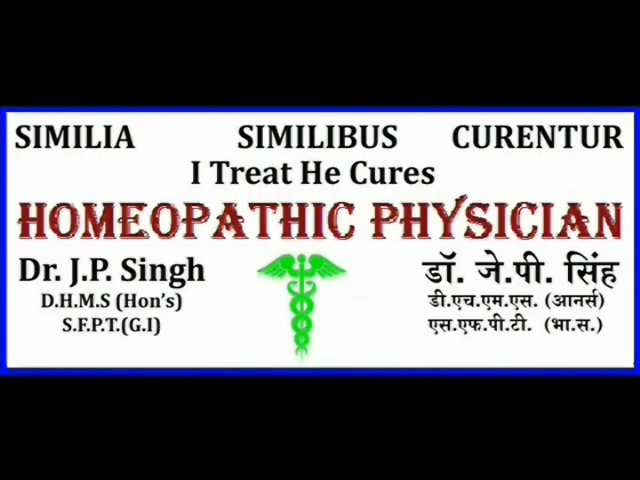 SIMILIA SIMILIBUS CURENTUR
I Treat He Cures
HOMEOPATHIC PHYSICIAN
Dr. J.P. Singh
D.H.M.S (Hon's)
S.F.P.T.(G.I)
डॉ. जे.पी. सिंह
डी.एच.एम.एस. (आनर्स)
एस.एफ.पी.टी. (भा.स.)